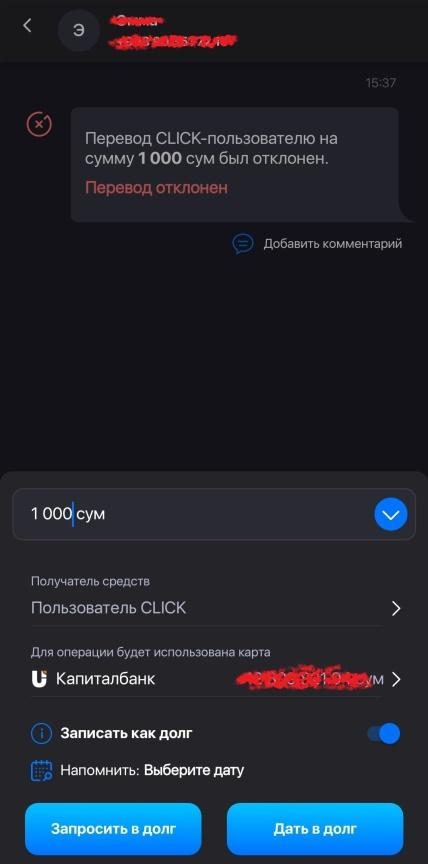 Э
15:37
Перевод CLICK-пользователю на
сумму 1 000 сум был отклонен.
Перевод отклонен
Добавить комментарий
1 000 сум
Получатель средств
Пользователь CLICK
Для операции будет использована карта
Капиталбанк
Записать как долг
Напомнить: Выберите дату
Запросить в долг
Дать в долг